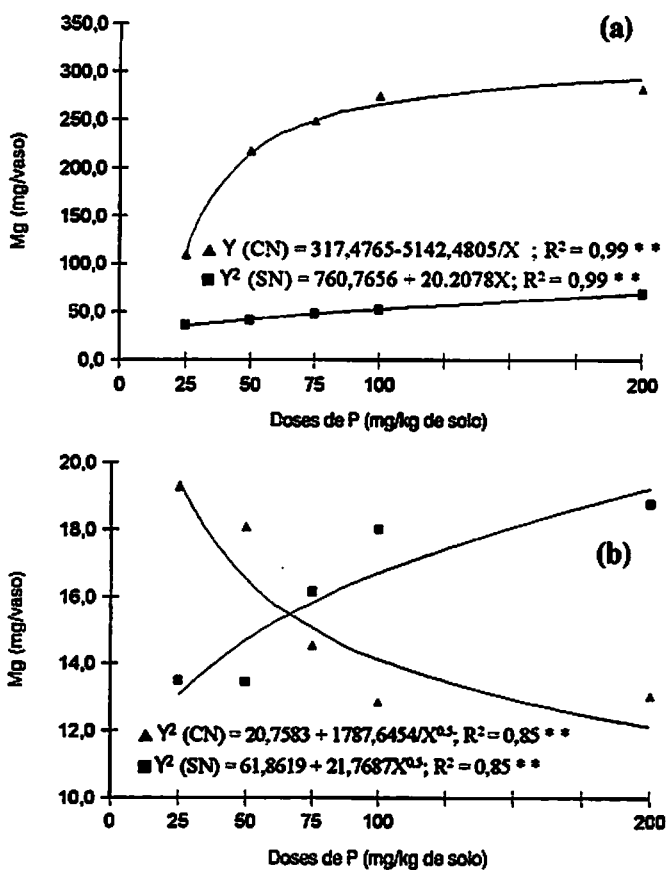 (a)
350,0
300,0
250,0
200,0
150,0
100,0
50,0
0,0
Mg (mg/vaso)
▲ Y (CN) = 317,4765-5142,4805/X ; R² = 0,99 * *
■ Y² (SN) = 760,7656 + 20.2078X; R² = 0,99 * *
0 25 50 75 100 200
Doses de P (mg/kg de solo)
(b)
20,0
18,0
16,0
14,0
12,0
10,0
Mg (mg/vaso)
▲ Y² (CN) = 20,7583 + 1787,6454/X⁰·⁵; R² = 0,85 * *
■ Y² (SN) = 61,8619 + 21,7687X⁰·⁵; R² = 0,85 * *
0 25 50 75 100 200
Doses de P (mg/kg de solo)